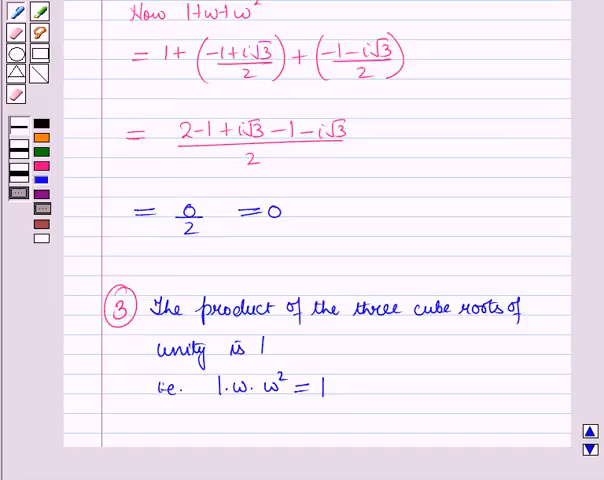 Now 1+ω+ω²
= 1+ (-1+i√3/2) + (-1-i√3/2)
= 2-1+i√3-1-i√3/2
= 0/2 =0
3 The product of the three cube roots of
unity is 1
i.e. 1.ω.ω² = 1